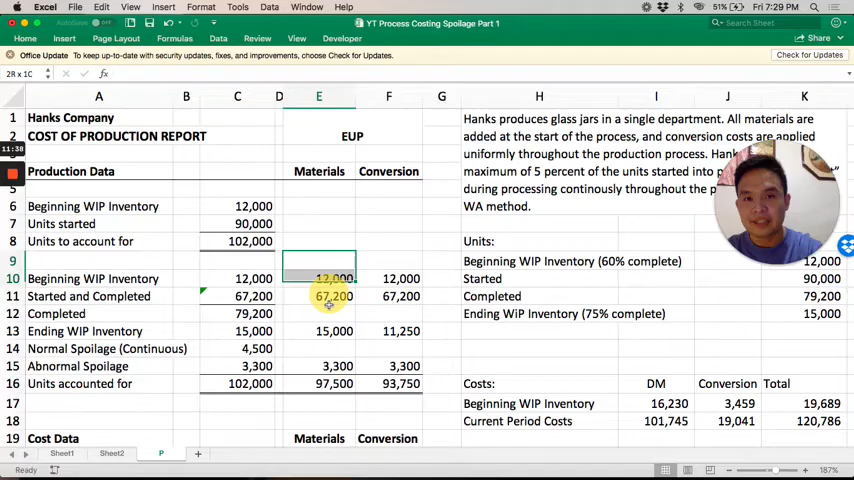 Excel File Edit View Insert Format Tools Data Window Help 51% Fri 7:29 PM
AutoSave YT Process Costing Spoilage Part 1 Search Sheet
Home Insert Page Layout Formulas Data Review View Developer Share
Office Update To keep up-to-date with security updates, fixes, and improvements, choose Check for Updates. Check for Updates
2R x 1C fx
A B C D E F G H I J K
1 Hanks Company Hanks produces glass jars in a single department. All materials are
2 COST OF PRODUCTION REPORT EUP added at the start of the process, and conversion costs are applied
11:38 uniformly throughout the production process. Hank
Production Data Materials Conversion maximum of 5 percent of the units started into
5 during processing continously throughout the p
6 Beginning WIP Inventory 12,000 WA method.
7 Units started 90,000
8 Units to account for 102,000 Units:
9 Beginning WIP Inventory (60% complete) 12,000
10 Beginning WIP Inventory 12,000 12,000 12,000 Started 90,000
11 Started and Completed 67,200 67,200 67,200 Completed 79,200
12 Completed 79,200 Ending WiP Inventory (75% complete) 15,000
13 Ending WIP Inventory 15,000 15,000 11,250
14 Normal Spoilage (Continuous) 4,500
15 Abnormal Spoilage 3,300 3,300 3,300
16 Units accounted for 102,000 97,500 93,750 Costs: DM Conversion Total
17 Beginning WIP Inventory 16,230 3,459 19,689
18 Current Period Costs 101,745 19,041 120,786
19 Cost Data Materials Conversion
Sheet1 Sheet2 P +
Ready 187%